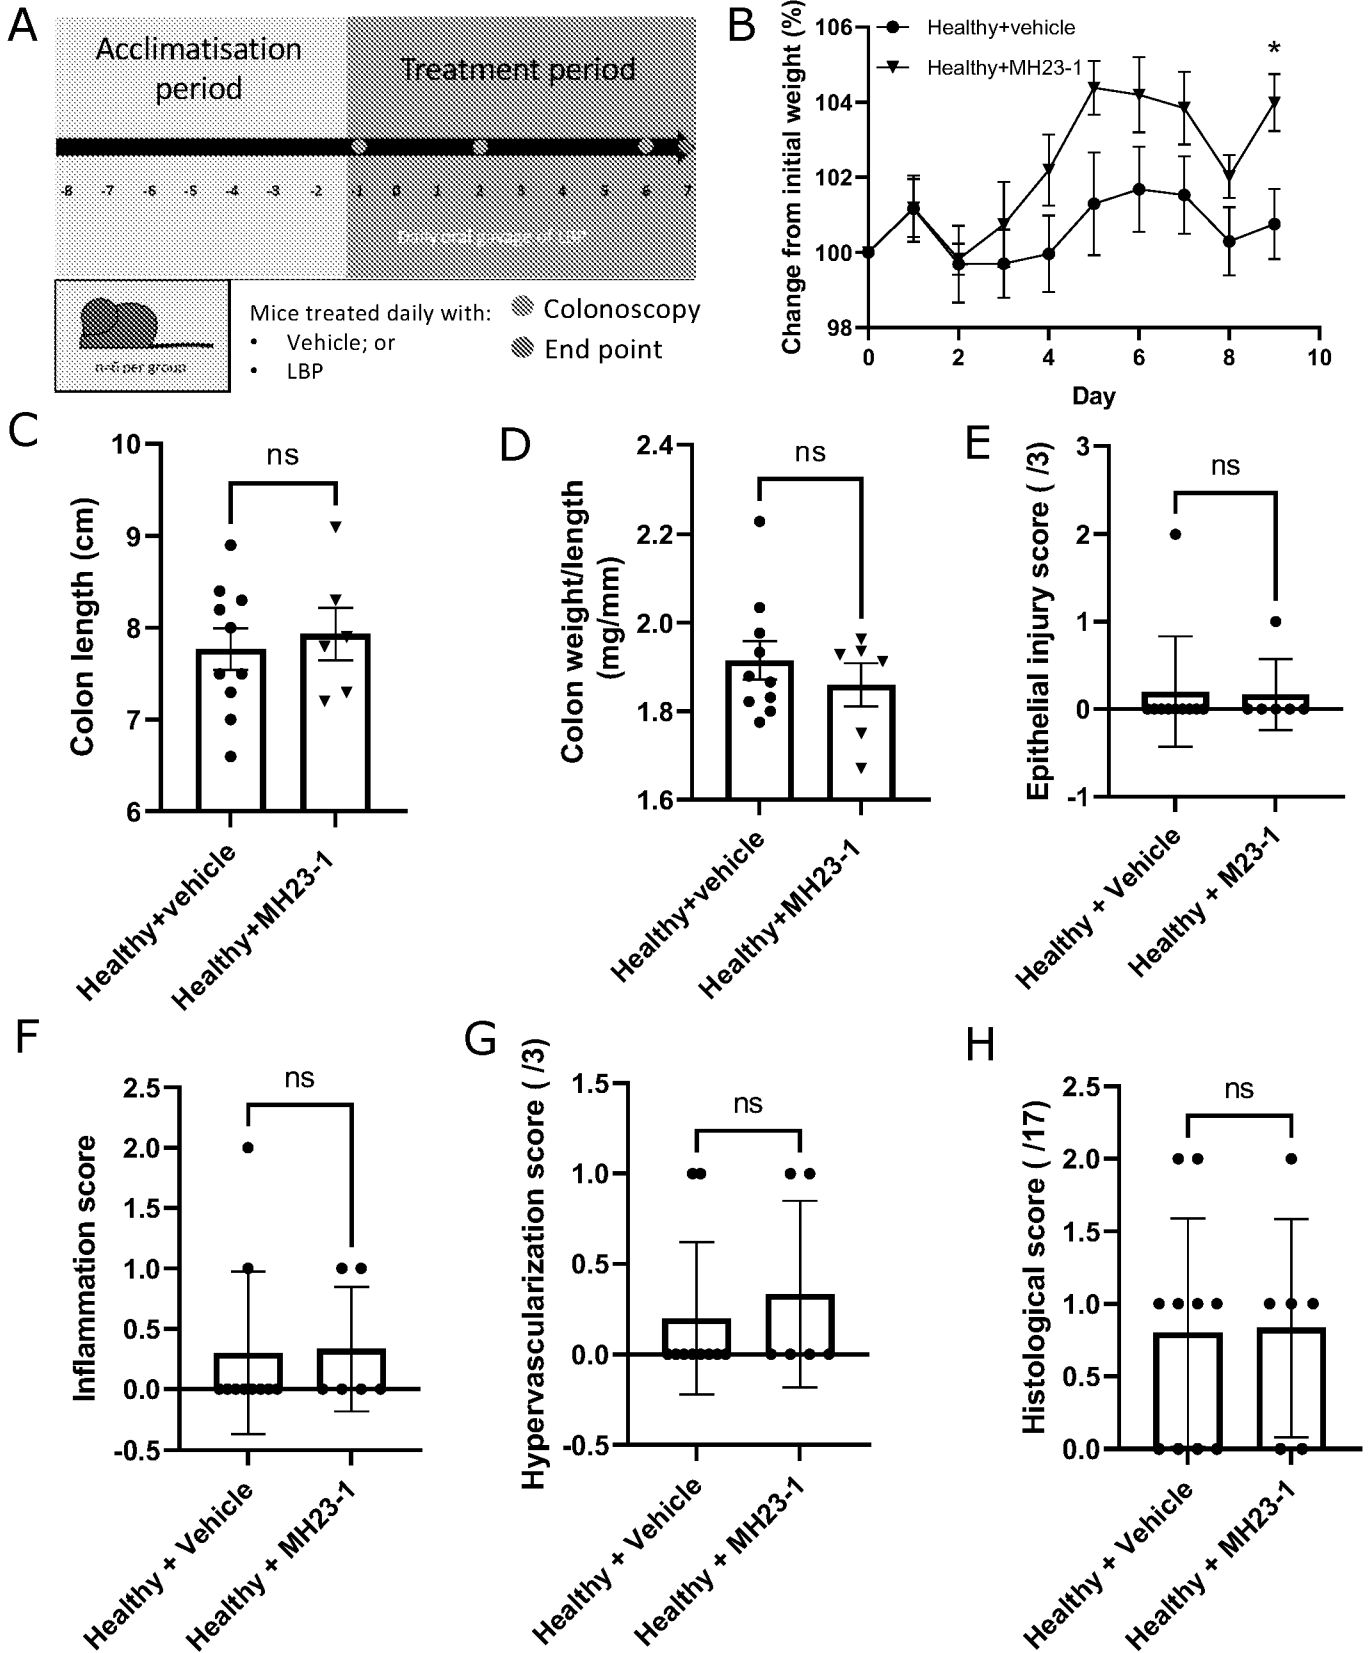 A
Acclimatisation
period
Treatment period
-8 -7 -6 -5 -4 -3 -2 -1 0 1 2 3 4 5 6 7
n=6 per group
Mice treated daily with:
• Vehicle; or
• LBP
Colonoscopy
End point
B
Change from initial weight (%)
106
104
102
100
98
Healthy+vehicle
Healthy+MH23-1
*
0 2 4 6 8 10
Day
C
Colon length (cm)
10
9
8
7
6
ns
Healthy+vehicle
Healthy+MH23-1
D
Colon weight/length
(mg/mm)
2.4
2.2
2.0
1.8
1.6
ns
Healthy+vehicle
Healthy+MH23-1
E
Epithelial injury score ( /3)
3
2
1
0
-1
ns
Healthy + Vehicle
Healthy + M23-1
F
Inflammation score
2.5
2.0
1.5
1.0
0.5
0.0
-0.5
ns
Healthy + Vehicle
Healthy + MH23-1
G
Hypervascularization score ( /3)
1.5
1.0
0.5
0.0
-0.5
ns
Healthy + Vehicle
Healthy + MH23-1
H
Histological score ( /17)
2.5
2.0
1.5
1.0
0.5
0.0
ns
Healthy + Vehicle
Healthy + MH23-1